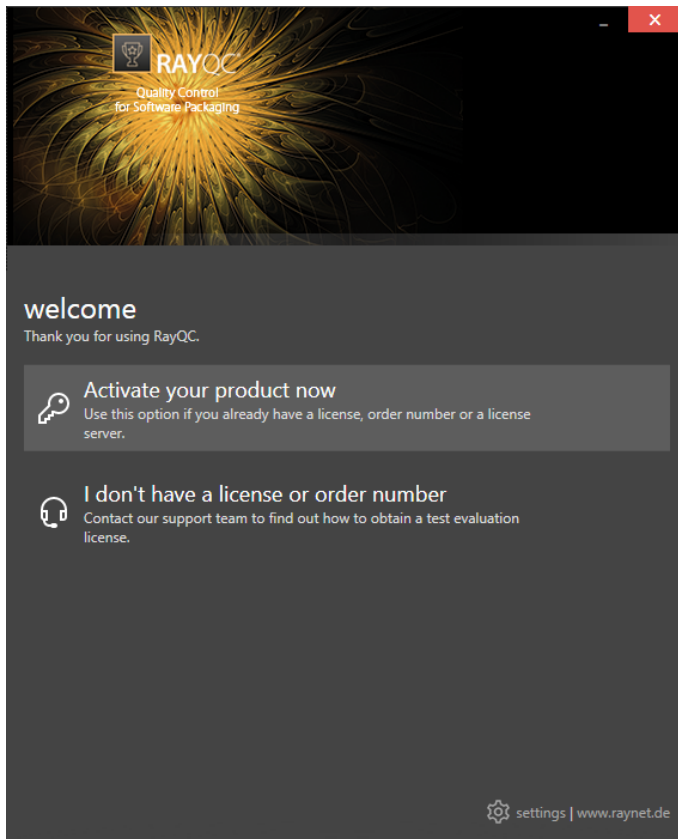 RAYQC
Quality Control
for Software Packaging
welcome
Thank you for using RayQC.
Activate your product now
Use this option if you already have a license, order number or a license
server.
I don't have a license or order number
Contact our support team to find out how to obtain a test evaluation
license.
settings | www.raynet.de